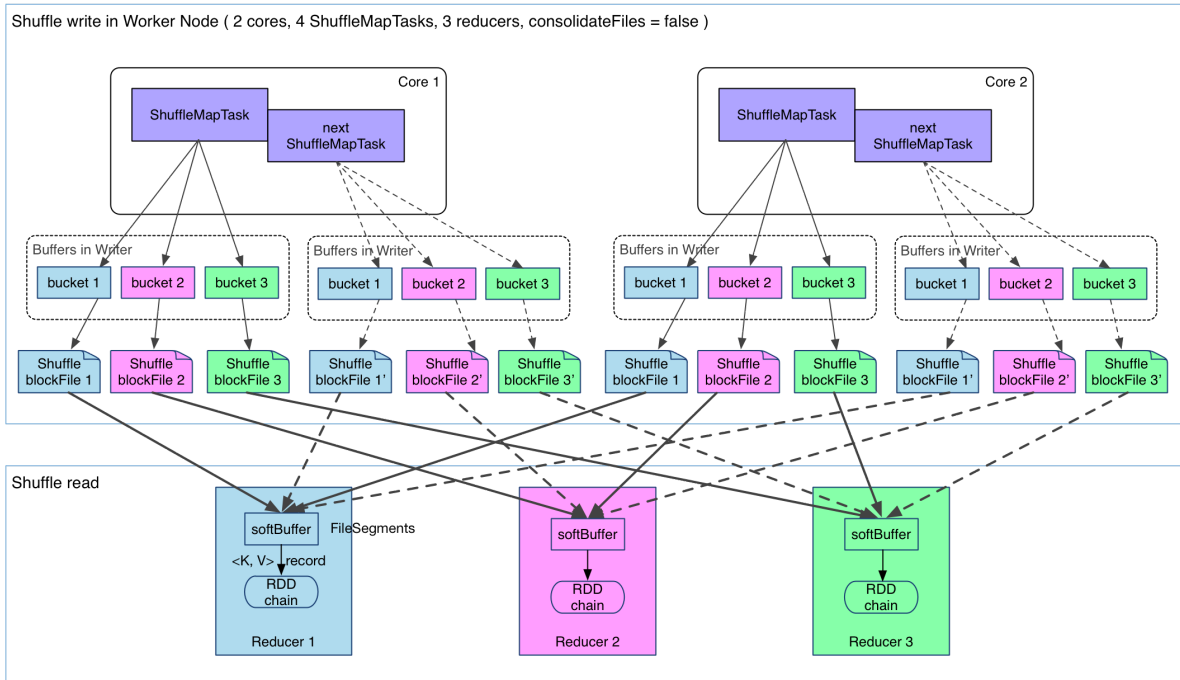 Shuffle write in Worker Node ( 2 cores, 4 ShuffleMapTasks, 3 reducers, consolidateFiles = false )
Core 1
ShuffleMapTask
next
ShuffleMapTask
Core 2
ShuffleMapTask
next
ShuffleMapTask
Buffers in Writer
bucket 1
bucket 2
bucket 3
Buffers in Writer
bucket 1
bucket 2
bucket 3
Buffers in Writer
bucket 1
bucket 2
bucket 3
Buffers in Writer
bucket 1
bucket 2
bucket 3
Shuffle
blockFile 1
Shuffle
blockFile 2
Shuffle
blockFile 3
Shuffle
blockFile 1’
Shuffle
blockFile 2’
Shuffle
blockFile 3’
Shuffle
blockFile 1
Shuffle
blockFile 2
Shuffle
blockFile 3
Shuffle
blockFile 1’
Shuffle
blockFile 2’
Shuffle
blockFile 3’
Shuffle read
softBuffer
FileSegments
<K, V> record
RDD
chain
Reducer 1
softBuffer
RDD
chain
Reducer 2
softBuffer
RDD
chain
Reducer 3